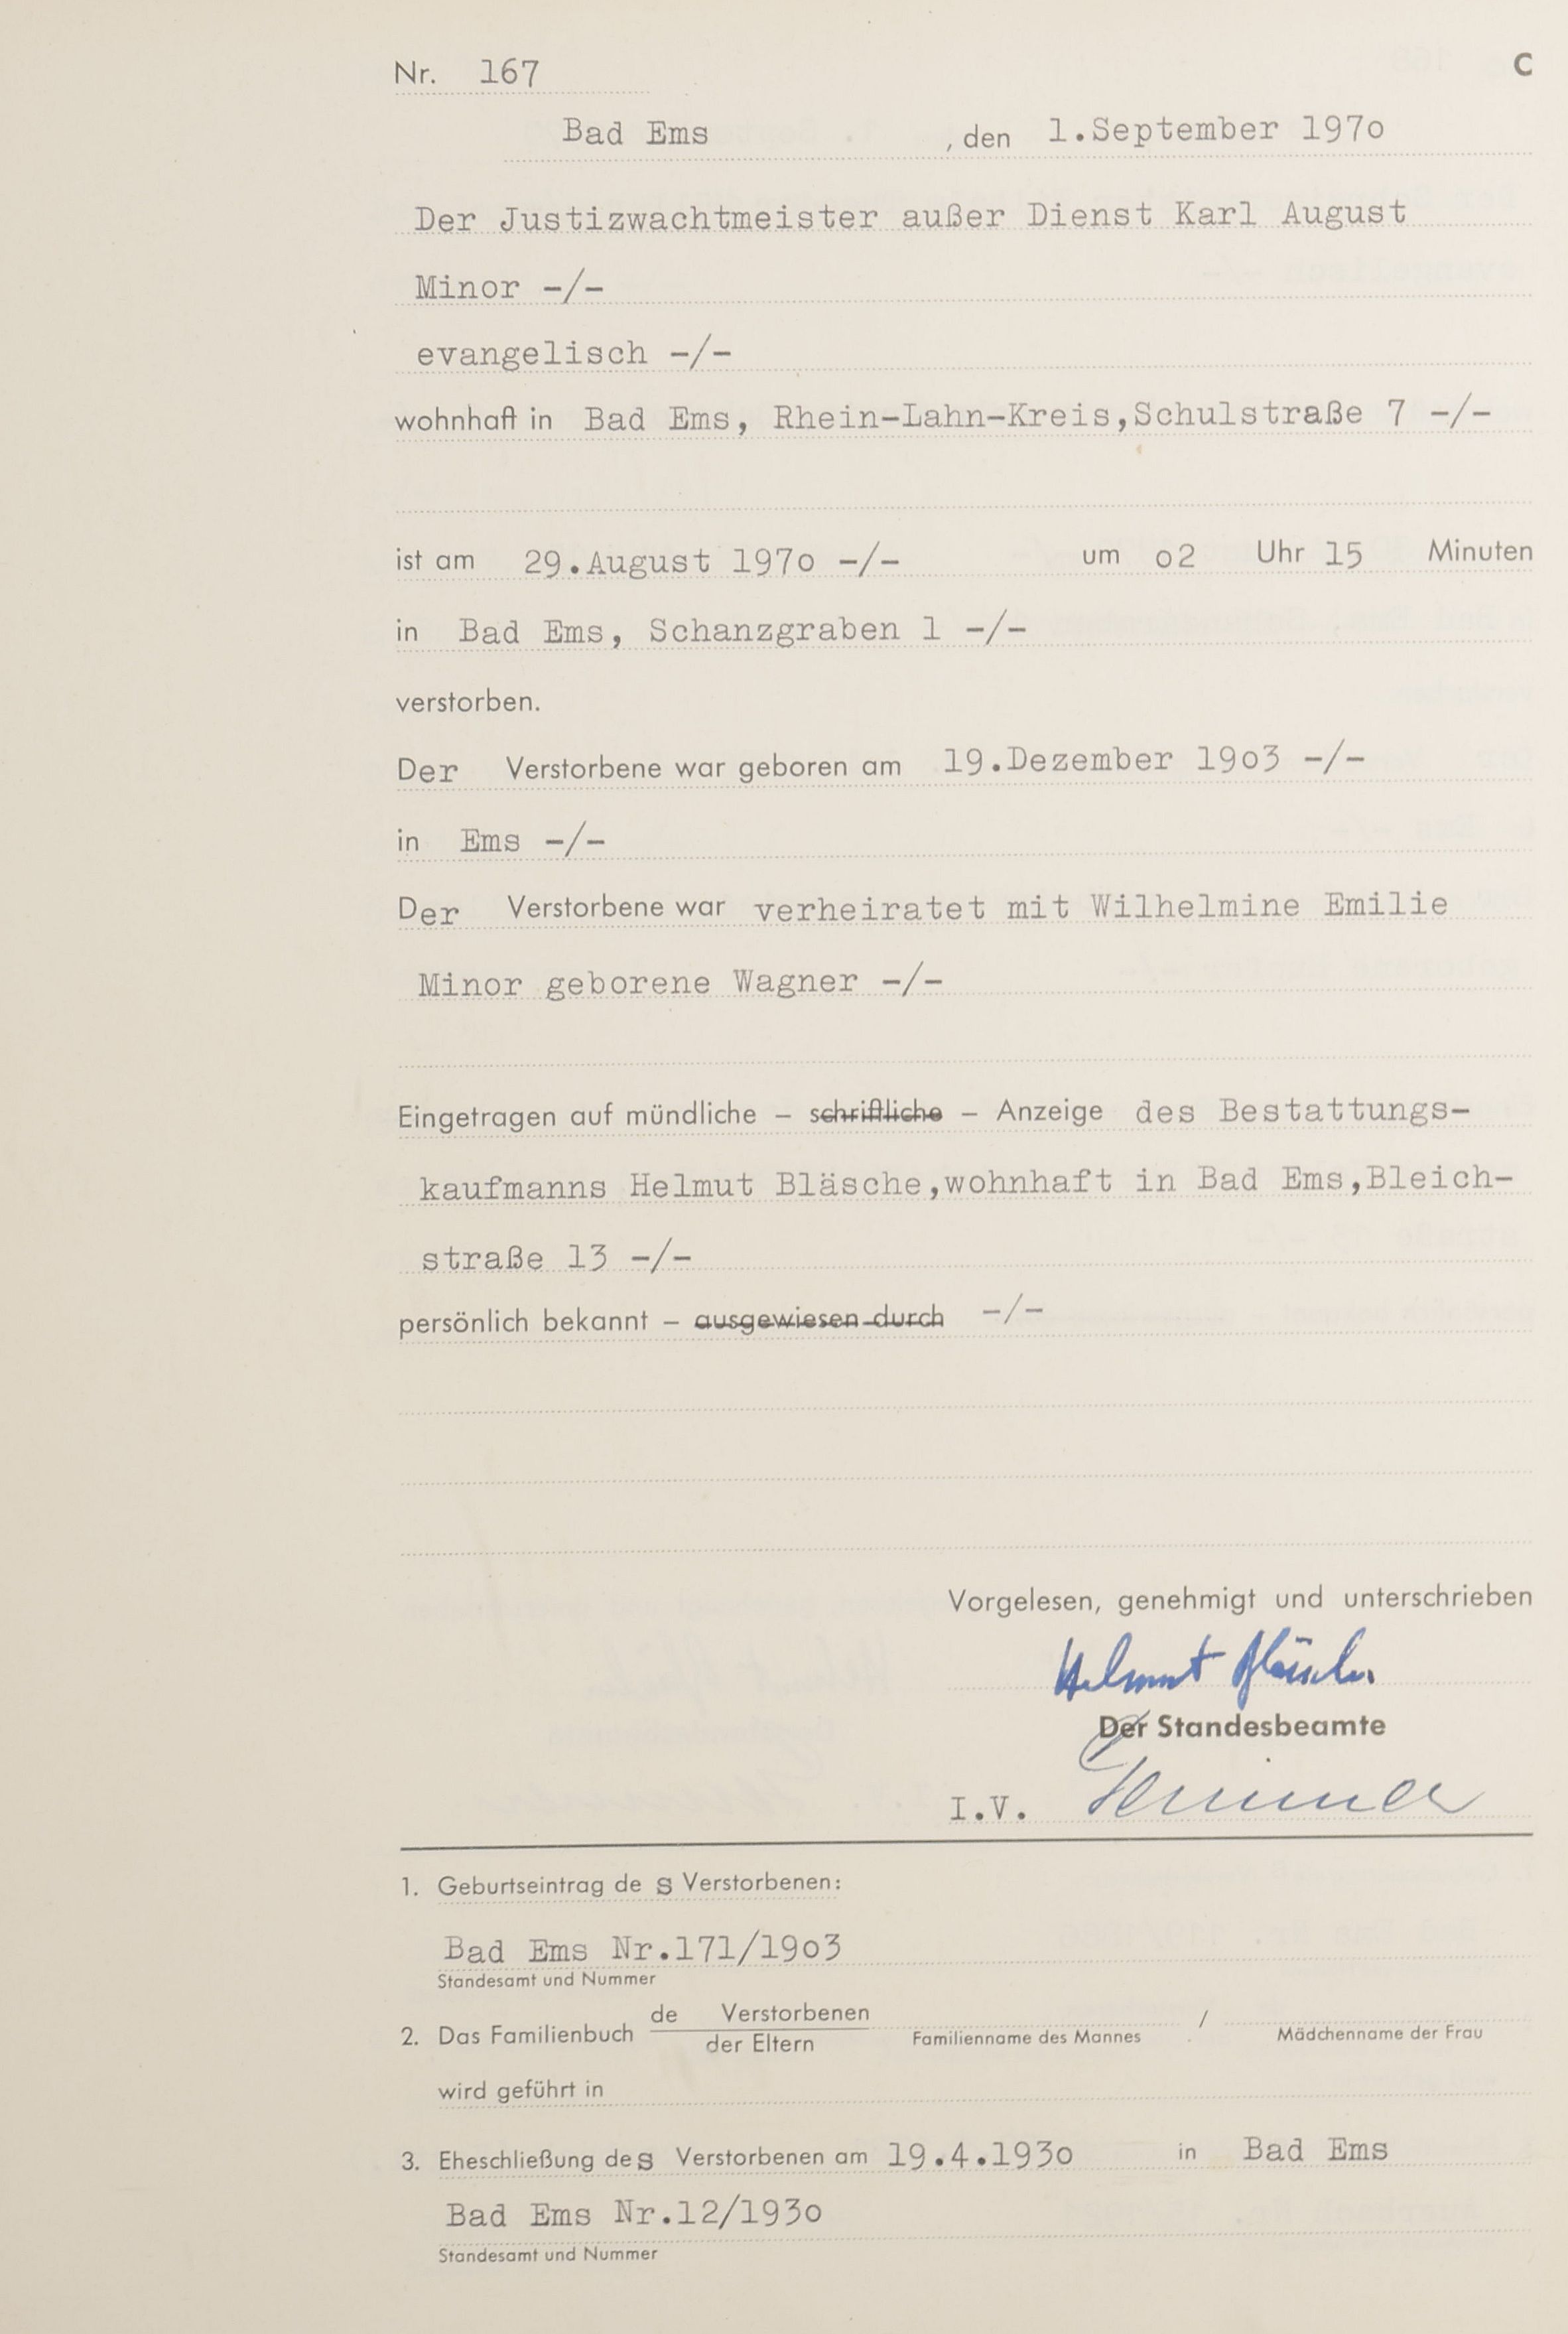 Nr. 167
C
Bad Ems , den 1.September 197o
Der Justizwachtmeister außer Dienst Karl August
Minor -/-
evangelisch -/-
wohnhaft in Bad Ems, Rhein-Lahn-Kreis,Schulstraße 7 -/-
ist am 29.August 197o -/- um o2 Uhr 15 Minuten
in Bad Ems, Schanzgraben 1 -/-
verstorben.
Der Verstorbene war geboren am 19.Dezember 19o3 -/-
in Ems -/-
Der Verstorbene war verheiratet mit Wilhelmine Emilie
Minor geborene Wagner -/-
Eingetragen auf mündliche – schriftliche – Anzeige des Bestattungs-
kaufmanns Helmut Bläsche,wohnhaft in Bad Ems,Bleich-
straße 13 -/-
persönlich bekannt – ausgewiesen durch -/-
Vorgelesen, genehmigt und unterschrieben
Helmut Bläsche
Der Standesbeamte
I.V.
1. Geburtseintrag de s Verstorbenen:
Bad Ems Nr.171/19o3
Standesamt und Nummer
2. Das Familienbuch de Verstorbenen / der Eltern
Familienname des Mannes / Mädchenname der Frau
wird geführt in
3. Eheschließung des Verstorbenen am 19.4.193o in Bad Ems
Bad Ems Nr.12/193o
Standesamt und Nummer